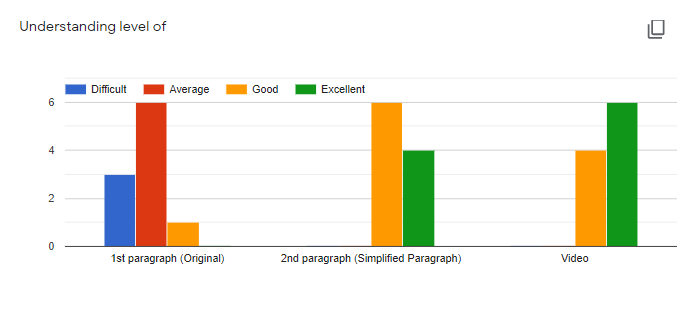 Understanding level of
Difficult Average Good Excellent
6
4
2
0
1st paragraph (Original) 2nd paragraph (Simplified Paragraph) Video